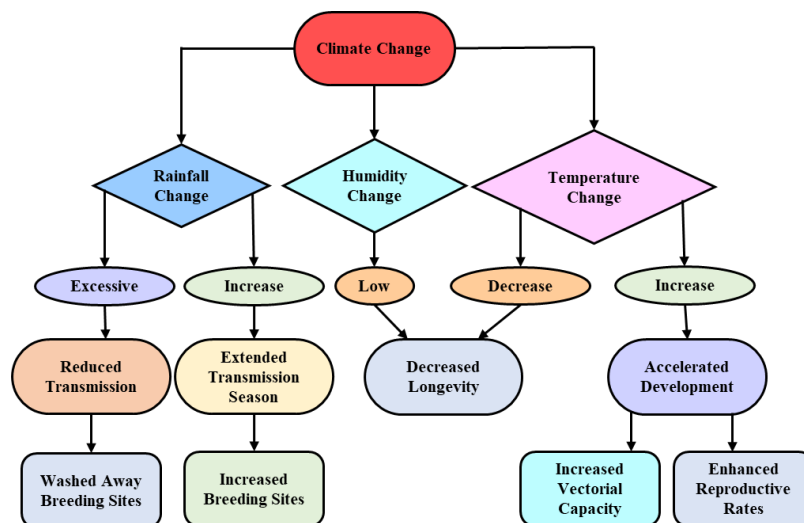 Climate Change
Rainfall
Change
Humidity
Change
Temperature
Change
Excessive
Increase
Low
Decrease
Increase
Reduced
Transmission
Extended
Transmission
Season
Decreased
Longevity
Accelerated
Development
Washed Away
Breeding Sites
Increased
Breeding Sites
Increased
Vectorial
Capacity
Enhanced
Reproductive
Rates